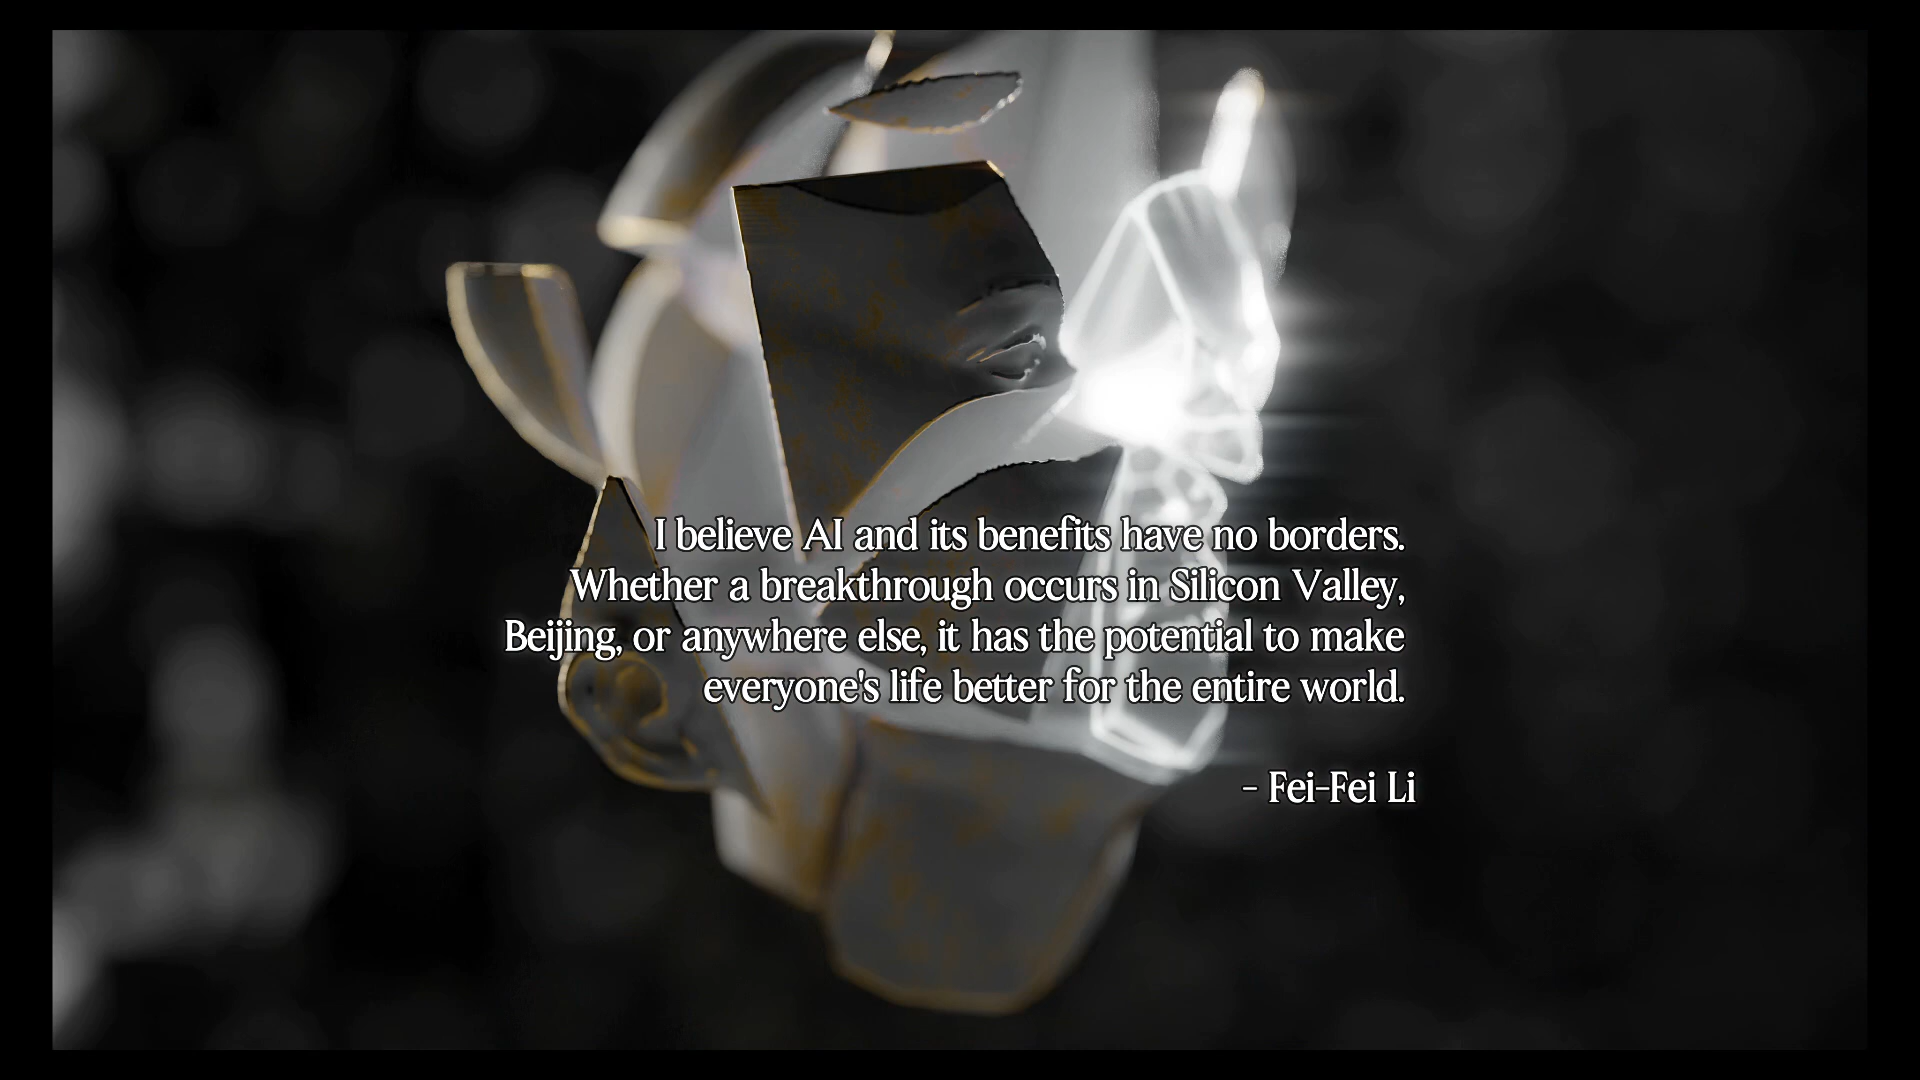 I believe AI and its benefits have no borders.
Whether a breakthrough occurs in Silicon Valley,
Beijing, or anywhere else, it has the potential to make
everyone's life better for the entire world.
- Fei-Fei Li